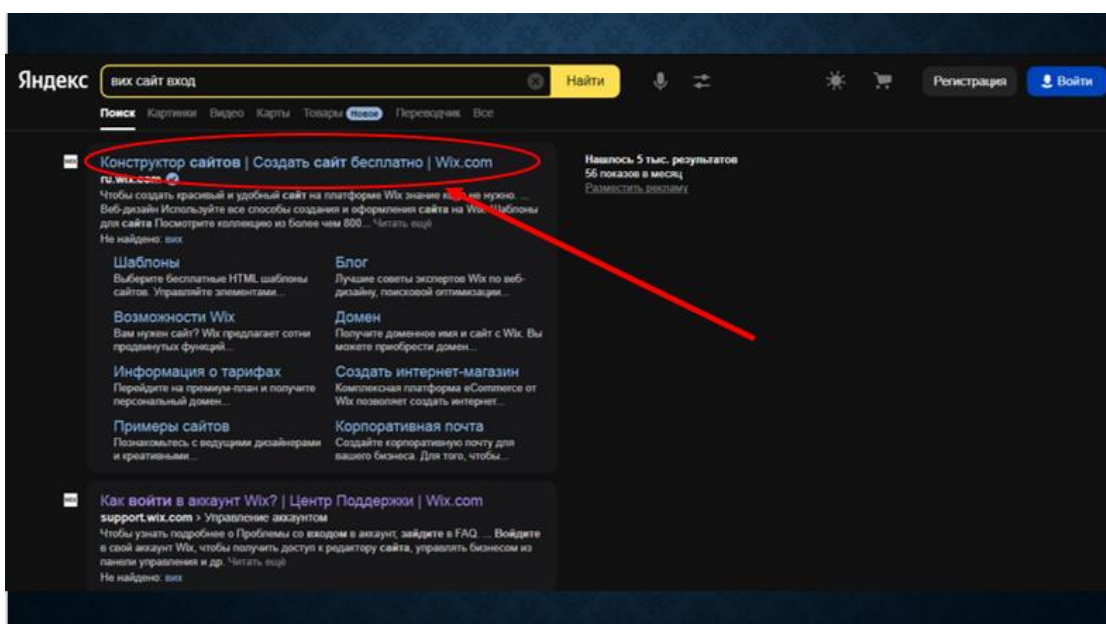 Яндекс
вих сайт вход
Найти
Регистрация
Войти
Поиск Картинки Видео Карты Товары Новое Переводчик Все
Конструктор сайтов | Создать сайт бесплатно | Wix.com
ru.wix.com
Чтобы создать красивый и удобный сайт на платформе Wix знание не нужно. ...
Веб-дизайн Используйте все способы создания и оформления сайта на Wix. Шаблоны
для сайта Посмотрите коллекцию из более чем 800... Читать ещё
Не найдено: вих
Шаблоны
Выберите бесплатные HTML шаблоны
сайтов. Управляйте элементами...
Блог
Лучшие советы экспертов Wix по веб-
дизайну, поисковой оптимизации...
Возможности Wix
Вам нужен сайт? Wix предлагает сотни
продвинутых функций...
Домен
Получите доменное имя и сайт с Wix. Вы
можете приобрести домен...
Информация о тарифах
Перейдите на премиум-план и получите
персональный домен...
Создать интернет-магазин
Комплексная платформа eCommerce от
Wix позволяет создать интернет...
Примеры сайтов
Познакомьтесь с ведущими дизайнерами
и креативными...
Корпоративная почта
Создайте корпоративную почту для
вашего бизнеса. Для того, чтобы...
Как войти в аккаунт Wix? | Центр Поддержки | Wix.com
support.wix.com › Управление аккаунтом
Чтобы узнать подробнее о Проблемы со входом в аккаунт, зайдите в FAQ. ... Войдите
в свой аккаунт Wix, чтобы получить доступ к редактору сайта, управлять бизнесом из
панели управления и др. Читать ещё
Не найдено: вих
Нашлось 5 тыс. результатов
56 показов в месяц
Разместить рекламу